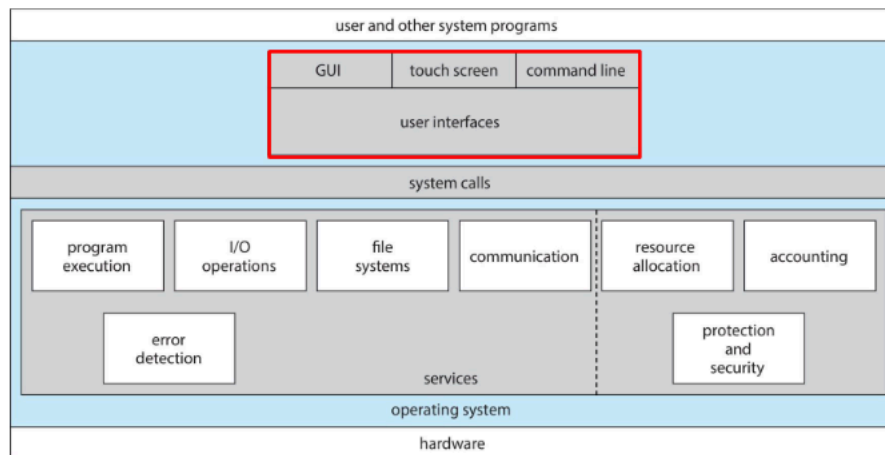 user and other system programs
GUI touch screen command line
user interfaces
system calls
program
execution
I/O
operations
file
systems
communication
resource
allocation
accounting
error
detection
protection
and
security
services
operating system
hardware